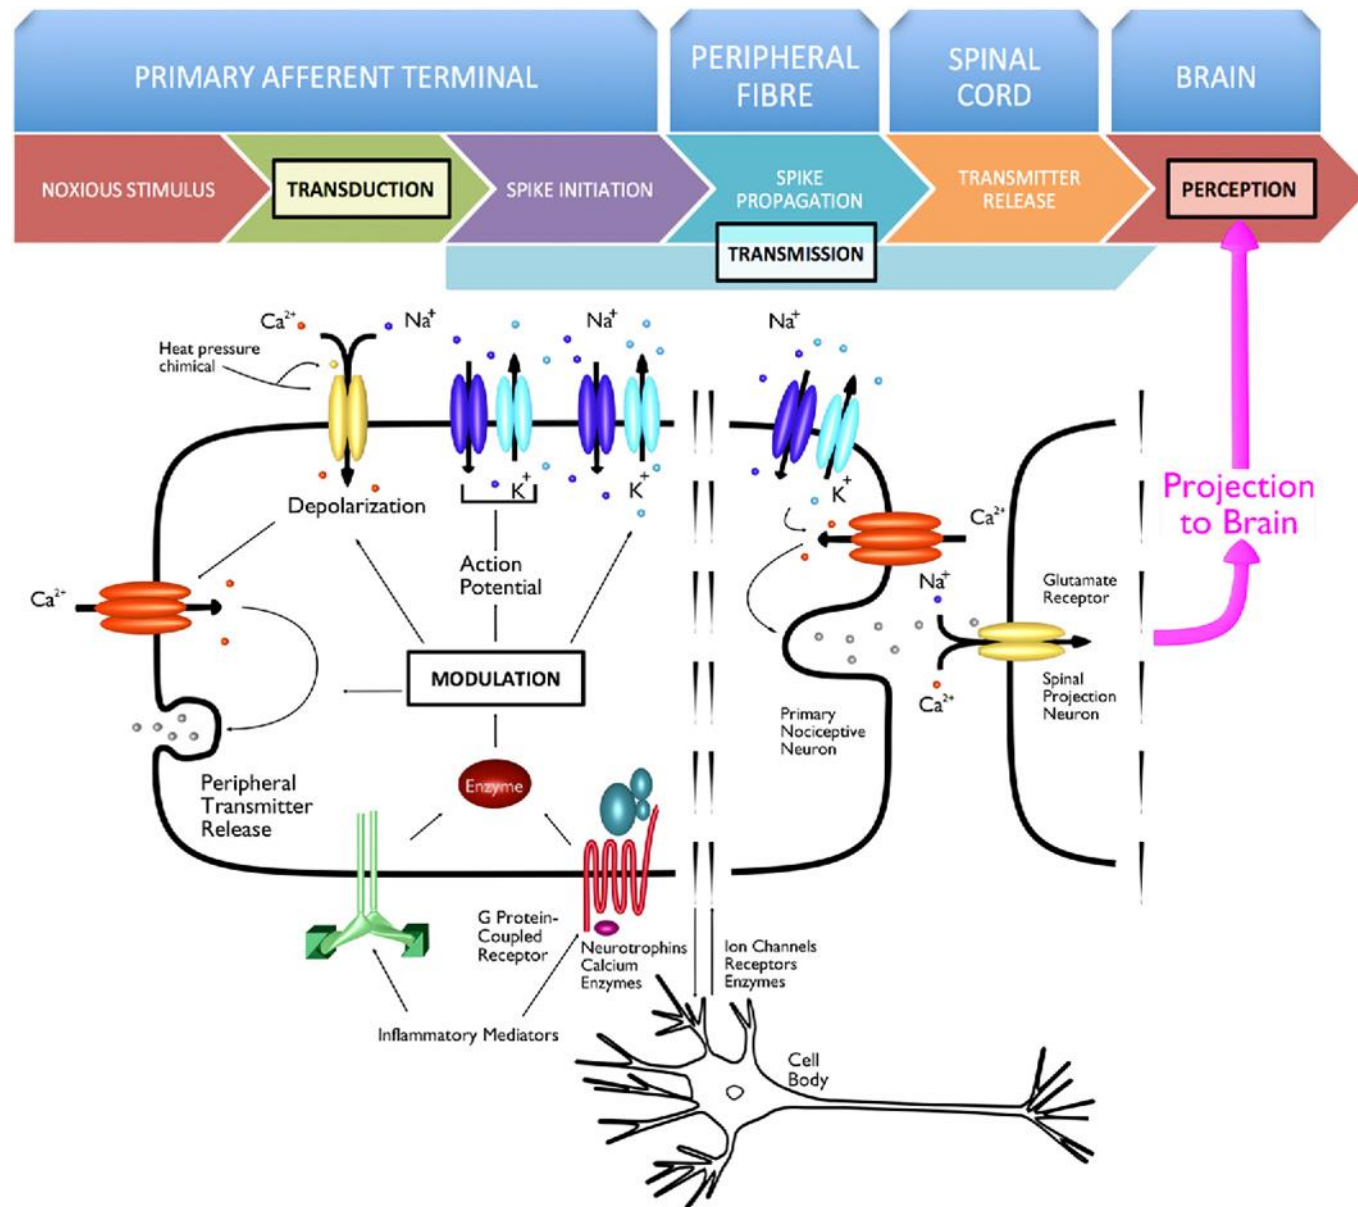 PRIMARY AFFERENT TERMINAL
PERIPHERAL
FIBRE
SPINAL
CORD
BRAIN
NOXIOUS STIMULUS
TRANSDUCTION
SPIKE INITIATION
SPIKE
PROPAGATION
TRANSMITTER
RELEASE
PERCEPTION
TRANSMISSION
Ca²⁺
Na⁺
Na⁺
Na⁺
Heat pressure
chimical
Depolarization
K⁺
K⁺
K⁺
Ca²⁺
Projection
to Brain
Action
Potential
Ca²⁺
Na⁺
Glutamate
Receptor
MODULATION
Ca²⁺
Spinal
Projection
Neuron
Primary
Nociceptive
Neuron
Peripheral
Transmitter
Release
Enzyme
G Protein-
Coupled
Receptor
Neurotrophins
Calcium
Enzymes
Ion Channels
Receptors
Enzymes
Inflammatory Mediators
Cell
Body